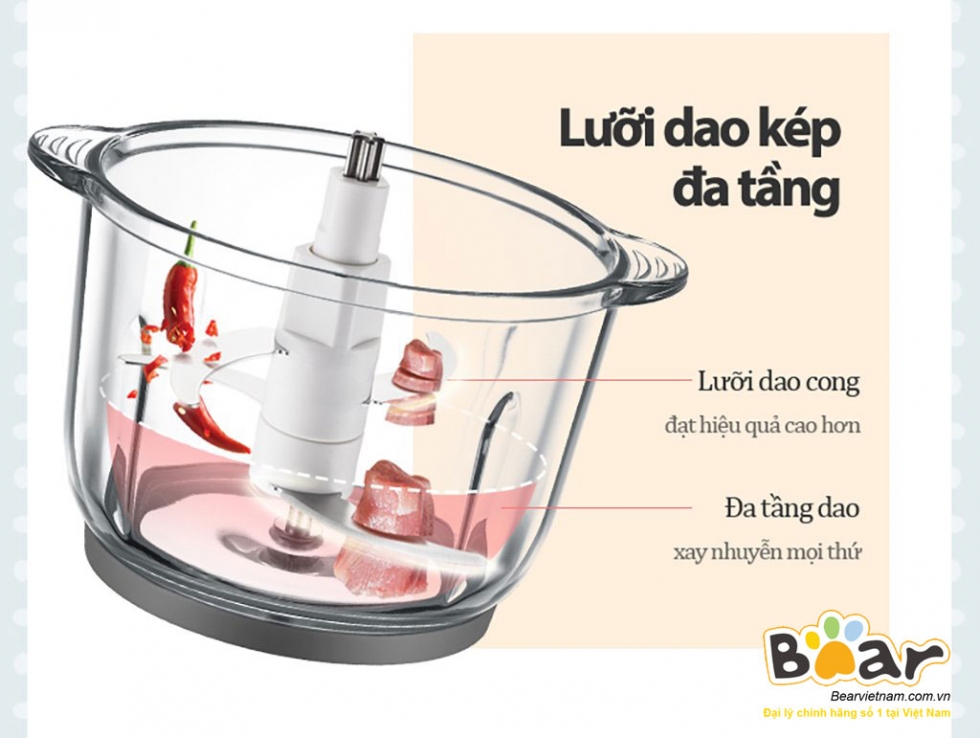 Lưỡi dao kép
đa tầng
Lưỡi dao cong
đạt hiệu quả cao hơn
Đa tầng dao
xay nhuyễn mọi thứ
Bear
Bearvietnam.com.vn
Đại lý chính hãng số 1 tại Việt Nam